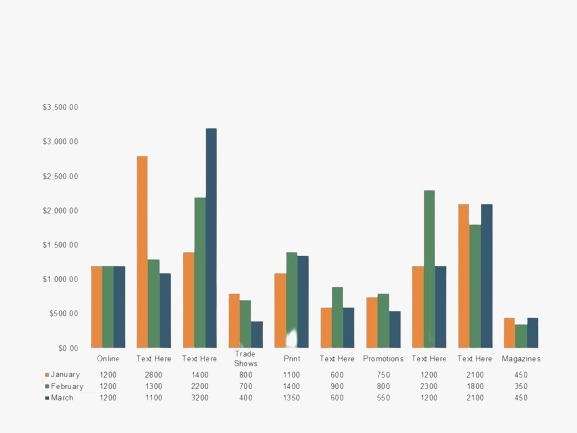 $3,500.00
$3,000.00
$2,500.00
$2,000.00
$1,500.00
$1,000.00
$500.00
$0.00
Online Text Here Text Here Trade Shows Print Text Here Promotions Text Here Text Here Magazines
January 1200 2800 1400 800 1100 600 750 1200 2100 450
February 1200 1300 2200 700 1400 900 800 2300 1800 350
March 1200 1100 3200 400 1350 600 550 1200 2100 450